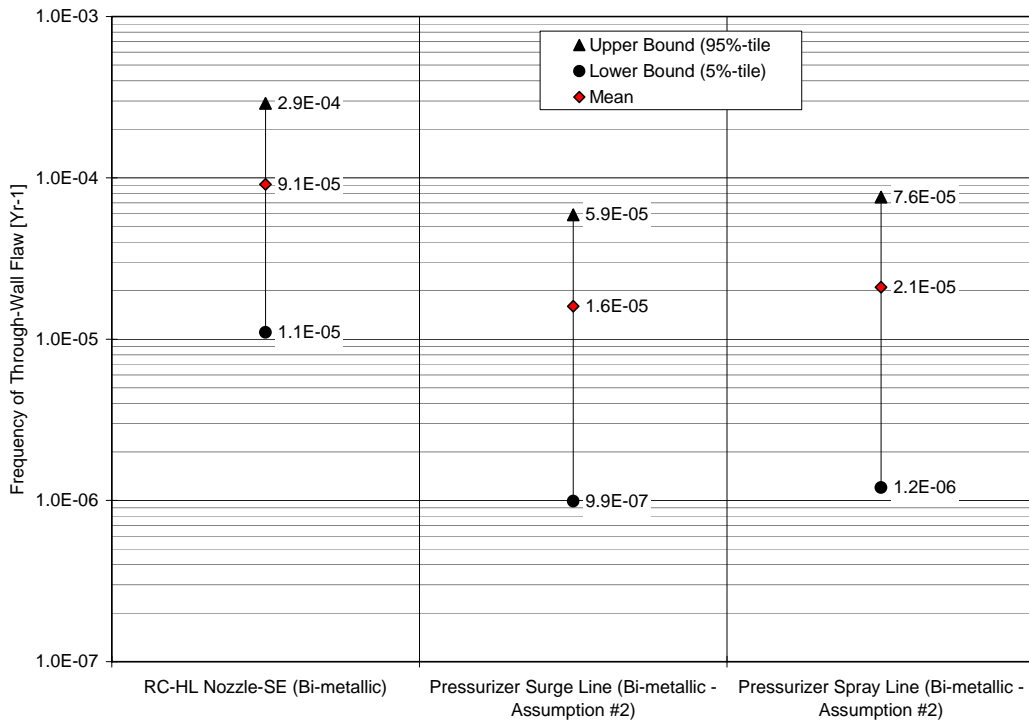 1.0E-03
Upper Bound (95%-tile
Lower Bound (5%-tile)
Mean
2.9E-04
1.0E-04
9.1E-05
7.6E-05
5.9E-05
2.1E-05
1.6E-05
1.1E-05
1.0E-05
1.2E-06
9.9E-07
1.0E-06
1.0E-07
Frequency of Through-Wall Flaw [Yr-1]
RC-HL Nozzle-SE (Bi-metallic)
Pressurizer Surge Line (Bi-metallic -
Assumption #2)
Pressurizer Spray Line (Bi-metallic -
Assumption #2)